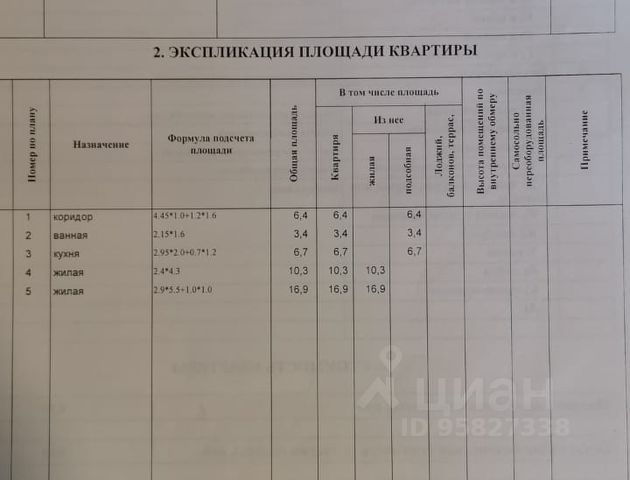 2. ЭКСПЛИКАЦИЯ ПЛОЩАДИ КВАРТИРЫ
Номер по плану
Назначение
Формула подсчета
площади
Общая площадь
В том числе площадь
Квартиря
Из нее
жилая
подсобная
Лоджий,
балконов, террас,
Высота помещений по
внутреннему обмеру
Самосольно
переоборудованная
площадь
Примечание
1 коридор 4.45*1.0+1.2*1.6 6,4 6,4 6,4
2 ванная 2.15*1.6 3,4 3,4 3,4
3 кухня 2.95*2.0+0.7*1.2 6,7 6,7 6,7
4 жилая 2.4*4.3 10,3 10,3 10,3
5 жилая 2.9*5.5+1.0*1.0 16,9 16,9 16,9
циан
ID 95827338